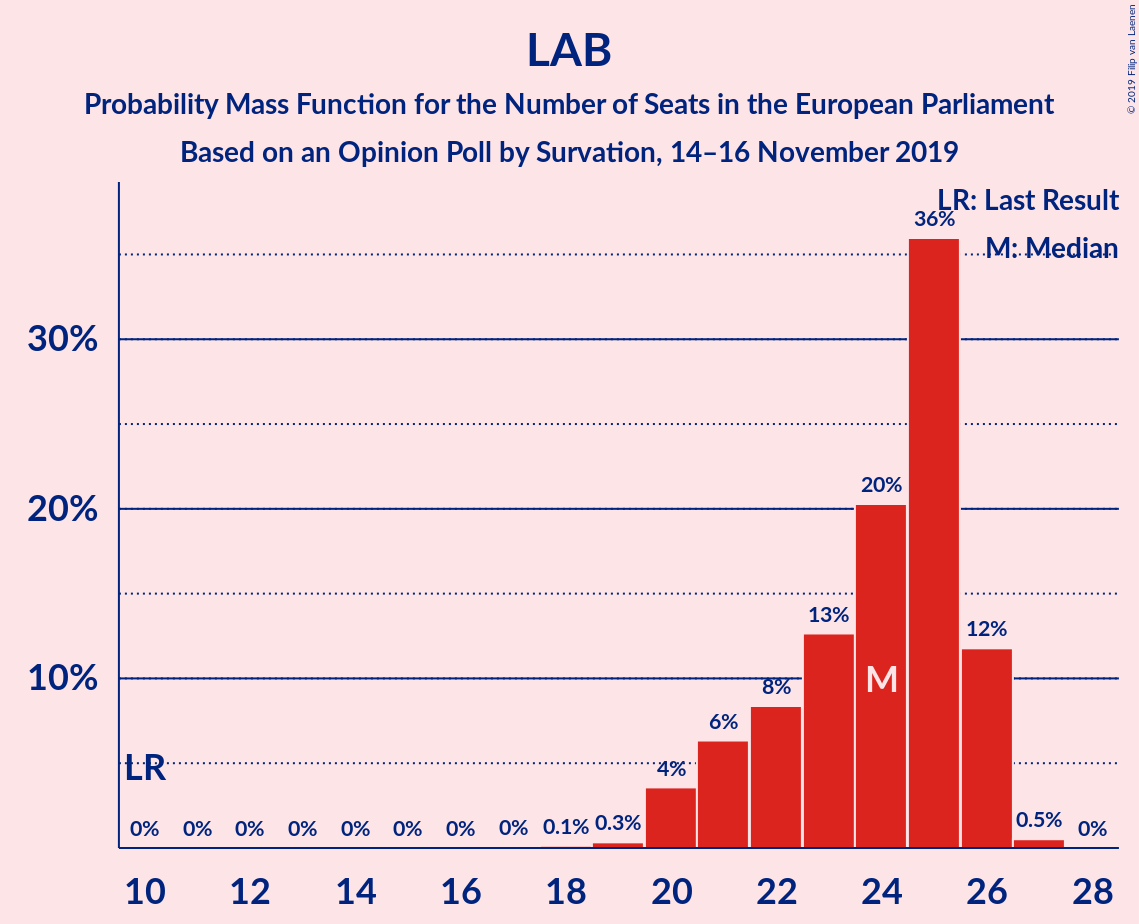 LAB
Probability Mass Function for the Number of Seats in the European Parliament
Based on an Opinion Poll by Survation, 14–16 November 2019
© 2019 Filip van Laenen
LR: Last Result
M: Median
30%
20%
10%
LR
M
0% 0% 0% 0% 0% 0% 0% 0% 0.1% 0.3% 4% 6% 8% 13% 20% 36% 12% 0.5% 0%
10 12 14 16 18 20 22 24 26 28